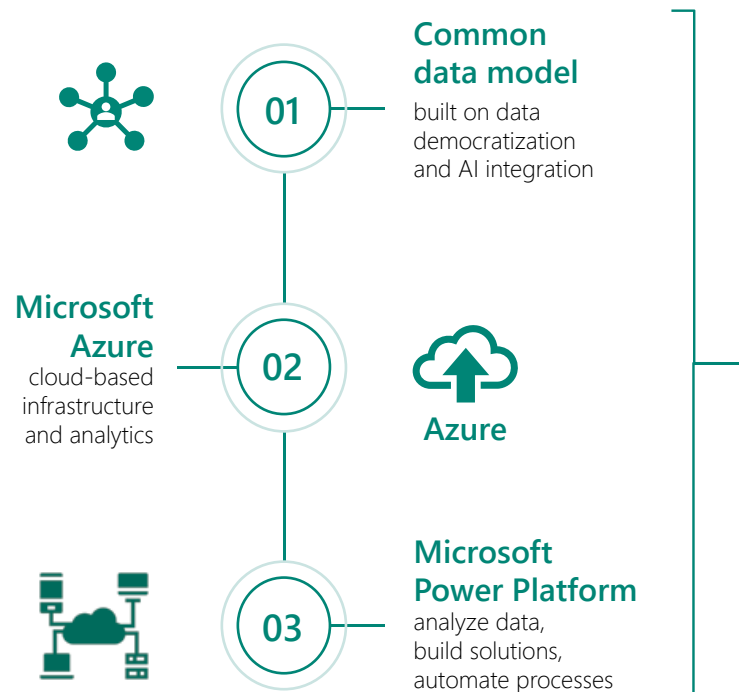 01
Common
data model
built on data
democratization
and AI integration
Microsoft
Azure
cloud-based
infrastructure
and analytics
02
Azure
03
Microsoft
Power Platform
analyze data,
build solutions,
automate processes